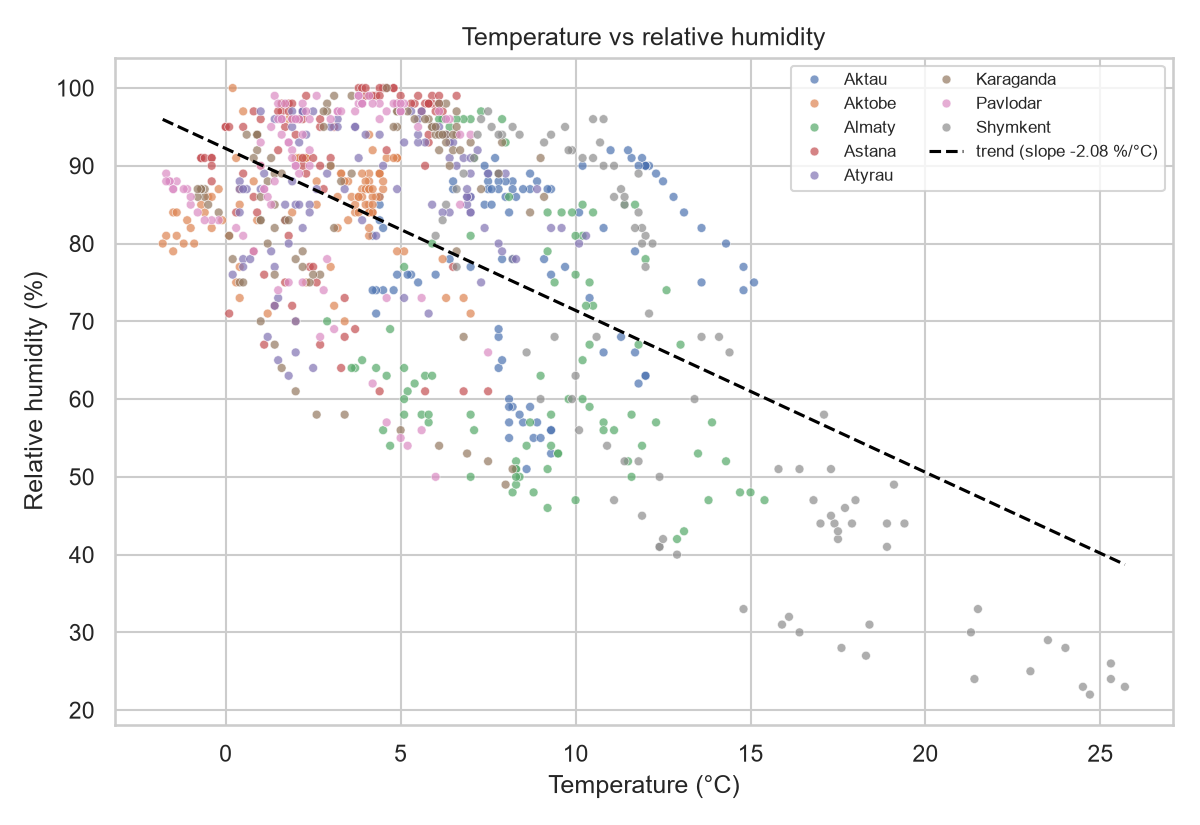 Temperature vs relative humidity
Aktau
Aktobe
Almaty
Astana
Atyrau
Karaganda
Pavlodar
Shymkent
trend (slope -2.08 %/°C)
Relative humidity (%)
100
90
80
70
60
50
40
30
20
0
5
10
15
20
25
Temperature (°C)